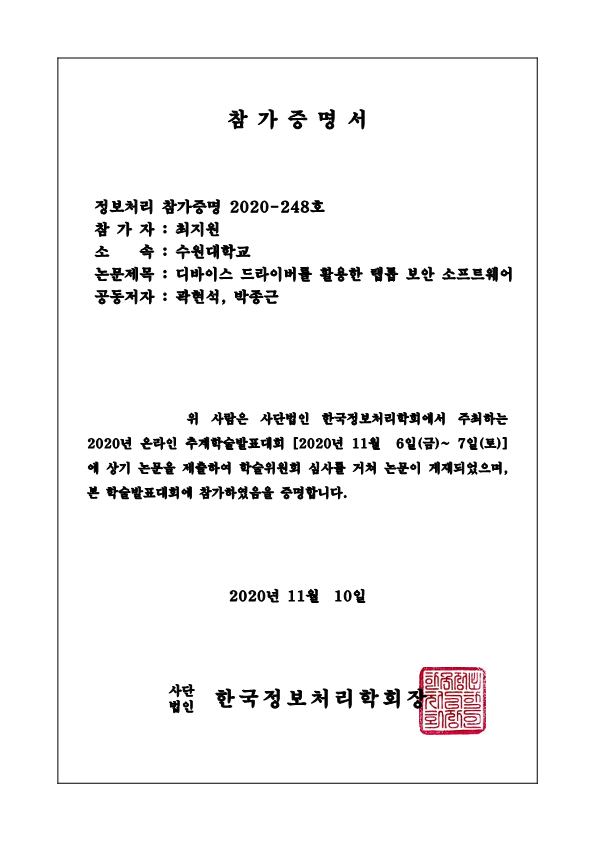 참 가 증 명 서
정보처리 참가증명 2020-248호
참 가 자 : 최지원
소 속 : 수원대학교
논문제목 : 디바이스 드라이버를 활용한 랩톱 보안 소프트웨어
공동저자 : 곽현석, 박종근
위 사람은 사단법인 한국정보처리학회에서 주최하는
2020년 온라인 추계학술발표대회 [2020년 11월 6일(금)~ 7일(토)]
에 상기 논문을 제출하여 학술위원회 심사를 거쳐 논문이 게재되었으며,
본 학술발표대회에 참가하였음을 증명합니다.
2020년 11월 10일
사단
법인
한국정보처리학회장